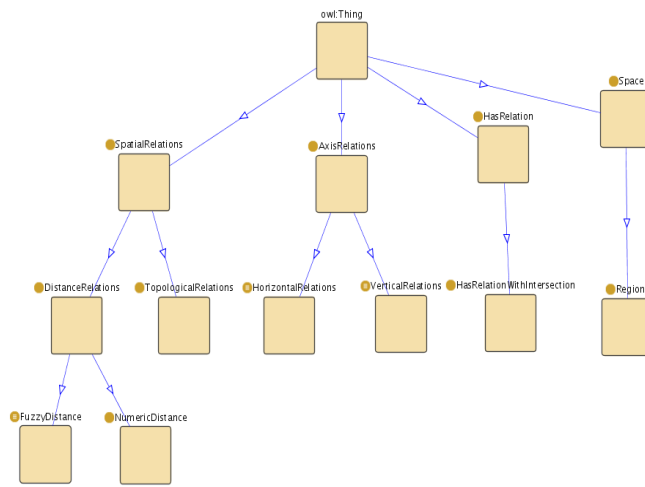 owl:Thing
Space
HasRelation
SpatialRelations
AxisRelations
DistanceRelations
TopologicalRelations
HorizontalRelations
VerticalRelations
HasRelationWithIntersection
Region
FuzzyDistance
NumericDistance